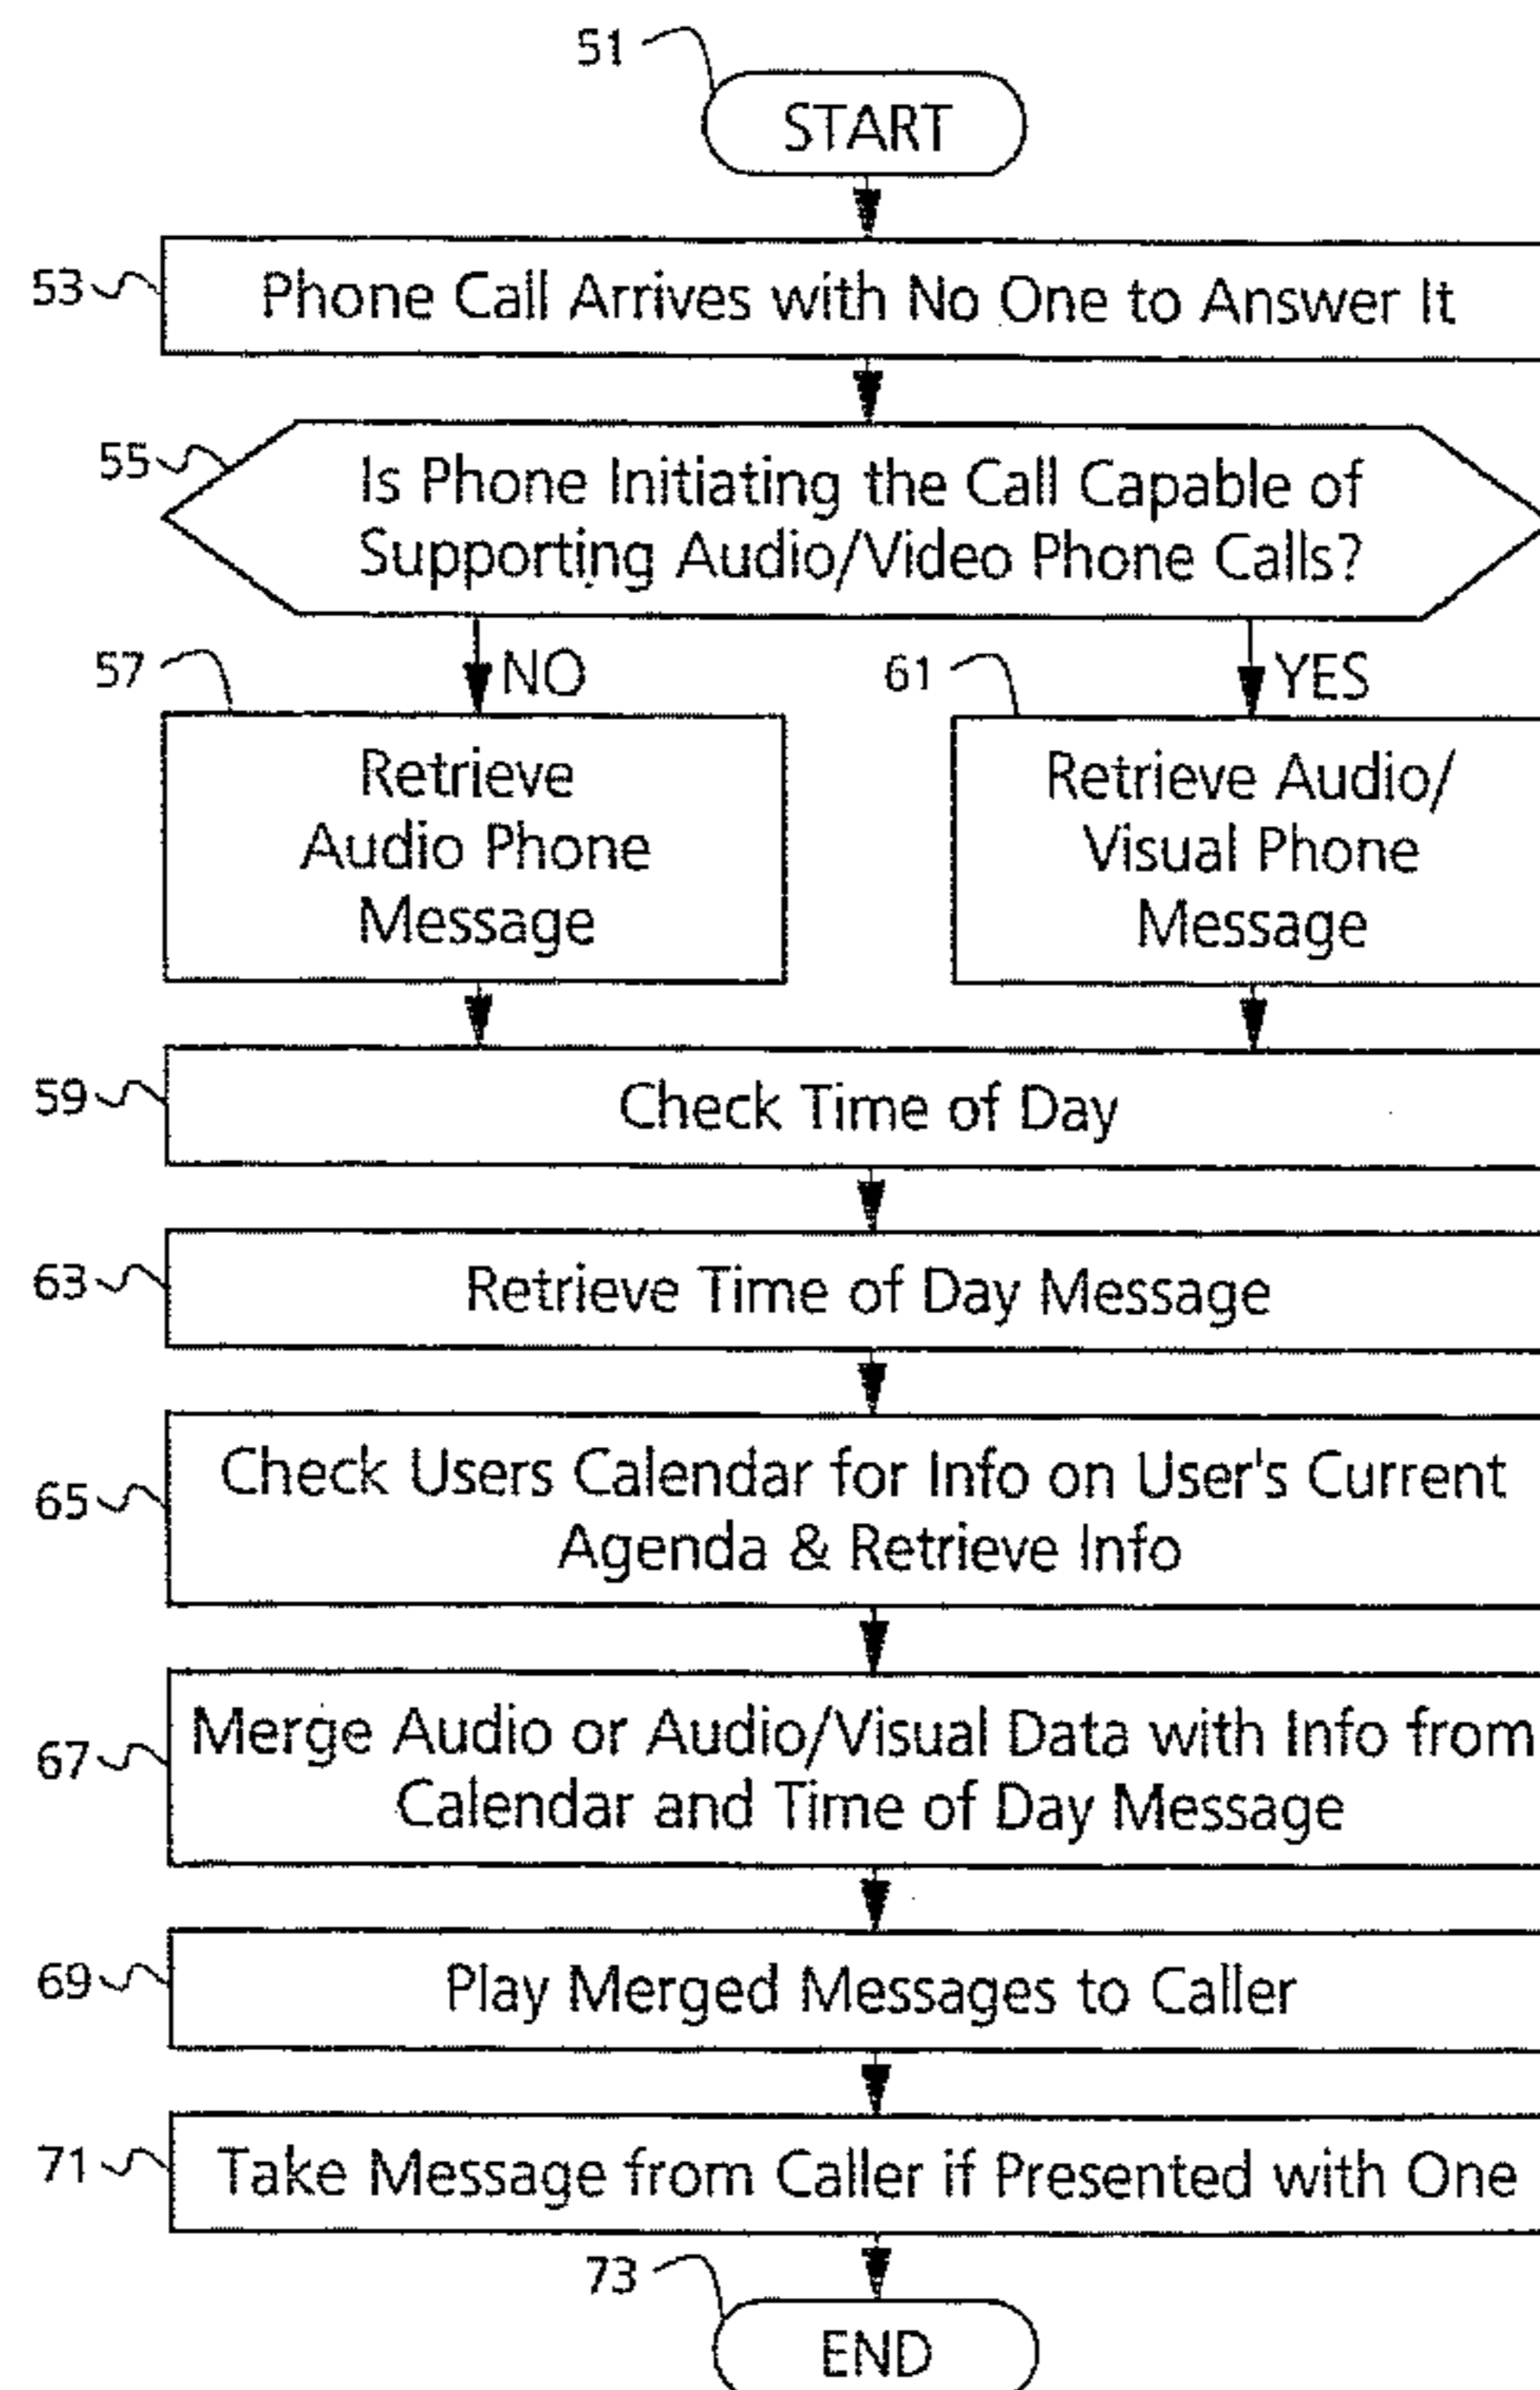 51
START
53
Phone Call Arrives with No One to Answer It
55
Is Phone Initiating the Call Capable of
Supporting Audio/Video Phone Calls?
57
NO
61
YES
Retrieve
Audio Phone
Message
Retrieve Audio/
Visual Phone
Message
59
Check Time of Day
63
Retrieve Time of Day Message
65
Check Users Calendar for Info on User's Current
Agenda & Retrieve Info
67
Merge Audio or Audio/Visual Data with Info from
Calendar and Time of Day Message
69
Play Merged Messages to Caller
71
Take Message from Caller if Presented with One
73
END